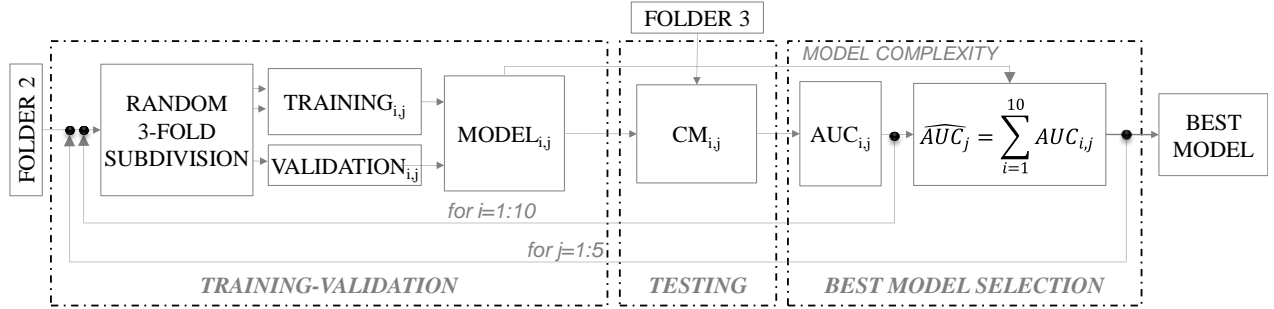 FOLDER 3
MODEL COMPLEXITY
FOLDER 2
RANDOM
3-FOLD
SUBDIVISION
TRAINING_{i,j}
VALIDATION_{i,j}
MODEL_{i,j}
CM_{i,j}
AUC_{i,j}
\widehat{AUC}_j = \sum_{i=1}^{10} AUC_{i,j}
BEST
MODEL
for i=1:10
for j=1:5
TRAINING-VALIDATION
TESTING
BEST MODEL SELECTION